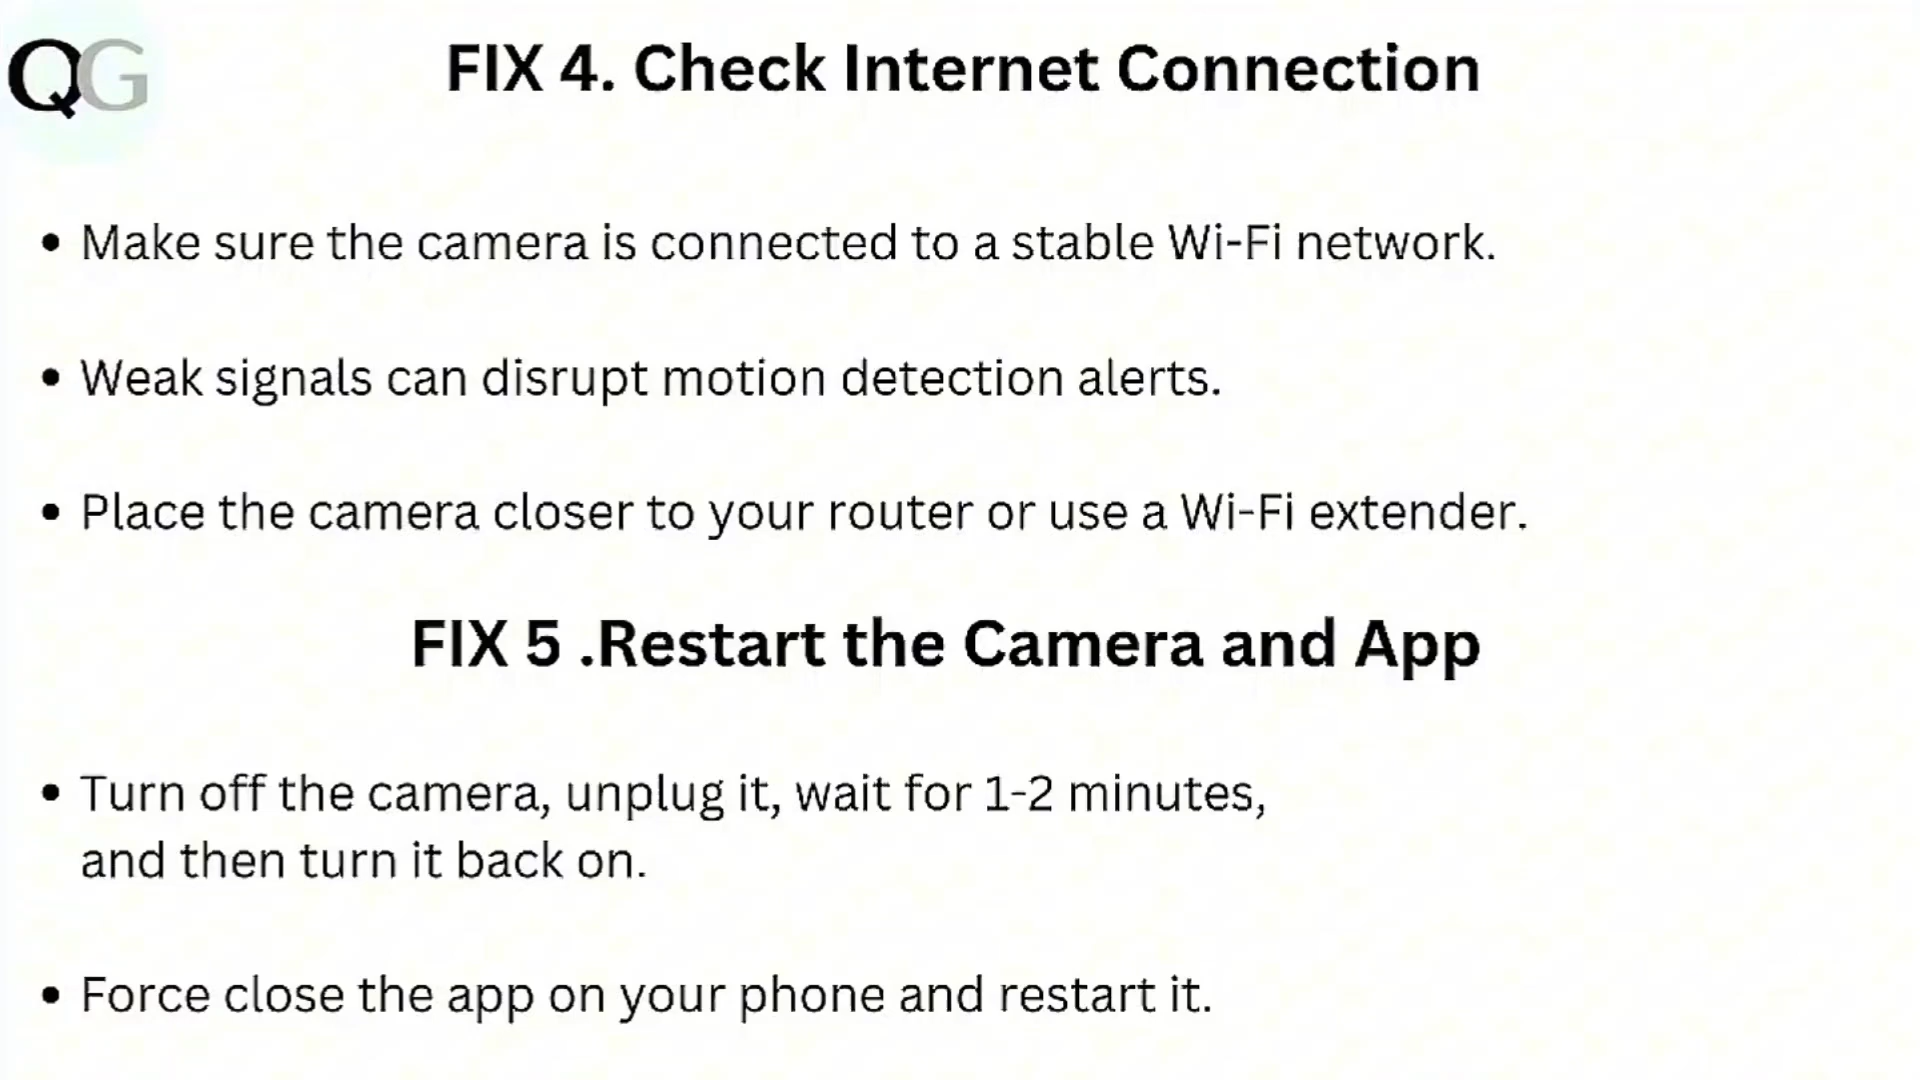 QG
FIX 4. Check Internet Connection
• Make sure the camera is connected to a stable Wi-Fi network.
• Weak signals can disrupt motion detection alerts.
• Place the camera closer to your router or use a Wi-Fi extender.
FIX 5 .Restart the Camera and App
• Turn off the camera, unplug it, wait for 1-2 minutes,
and then turn it back on.
• Force close the app on your phone and restart it.